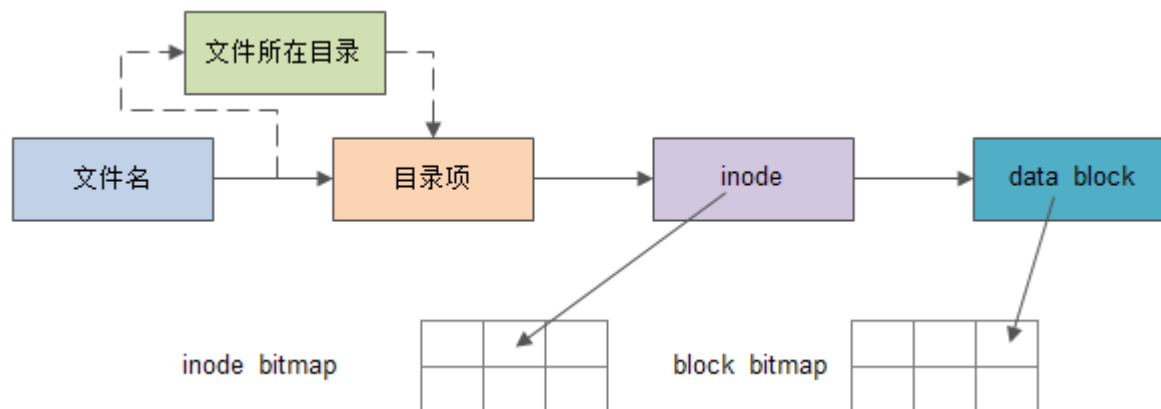 文件所在目录
文件名
目录项
inode
data block
inode bitmap
block bitmap